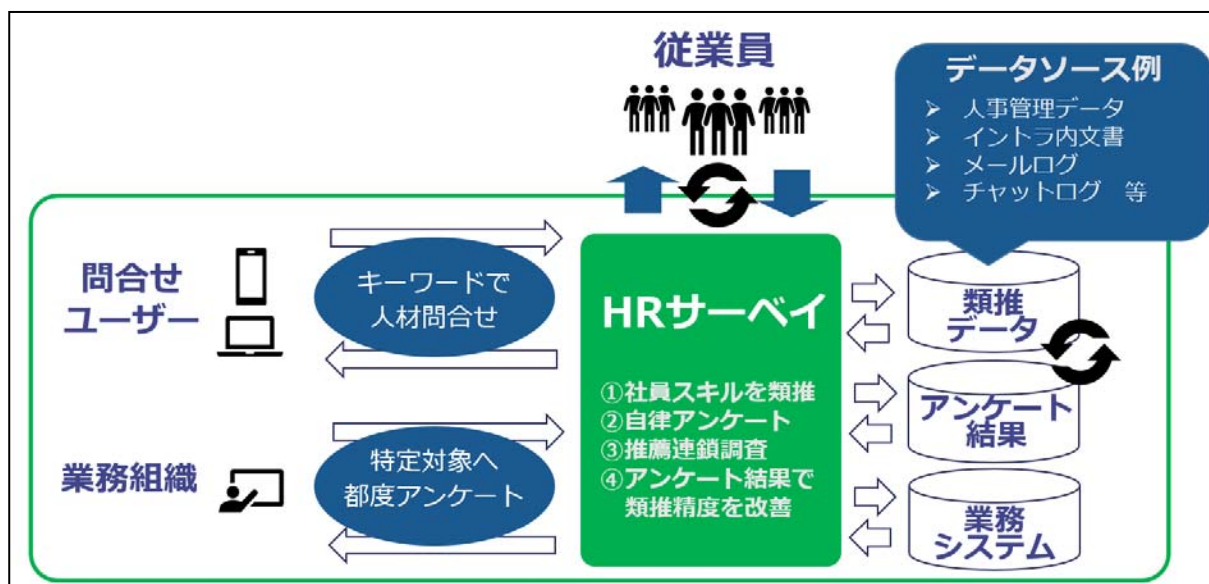 従業員
データソース例
➢ 人事管理データ
➢ イントラ内文書
➢ メールログ
➢ チャットログ 等
問合せ
ユーザー
キーワードで
人材問合せ
HRサーベイ
①社員スキルを類推
②自律アンケート
③推薦連鎖調査
④アンケート結果で
類推精度を改善
類推
データ
アンケート
結果
業務組織
特定対象へ
都度アンケート
業務
システム